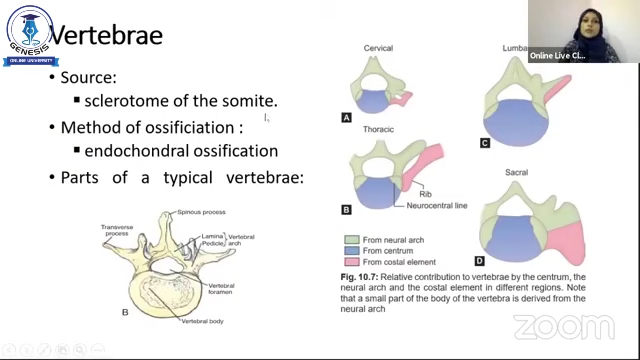 GENESIS
ONLINE UNIVERSITY
Vertebrae
• Source:
▪ sclerotome of the somite.
• Method of ossificiation :
▪ endochondral ossification
• Parts of a typical vertebrae:
Spinous process
Transverse
process
Lamina
Pedicle
Vertebral
arch
Vertebral
foramen
Vertebral body
B
Cervical
A
Lumba
C
Thoracic
Rib
Neurocentral line
B
Sacral
D
From neural arch
From centrum
From costal element
Fig. 10.7: Relative contribution to vertebrae by the centrum, the
neural arch and the costal element in different regions. Note
that a small part of the body of the vertebra is derived from the
neural arch
Online Live Cl...
zoom